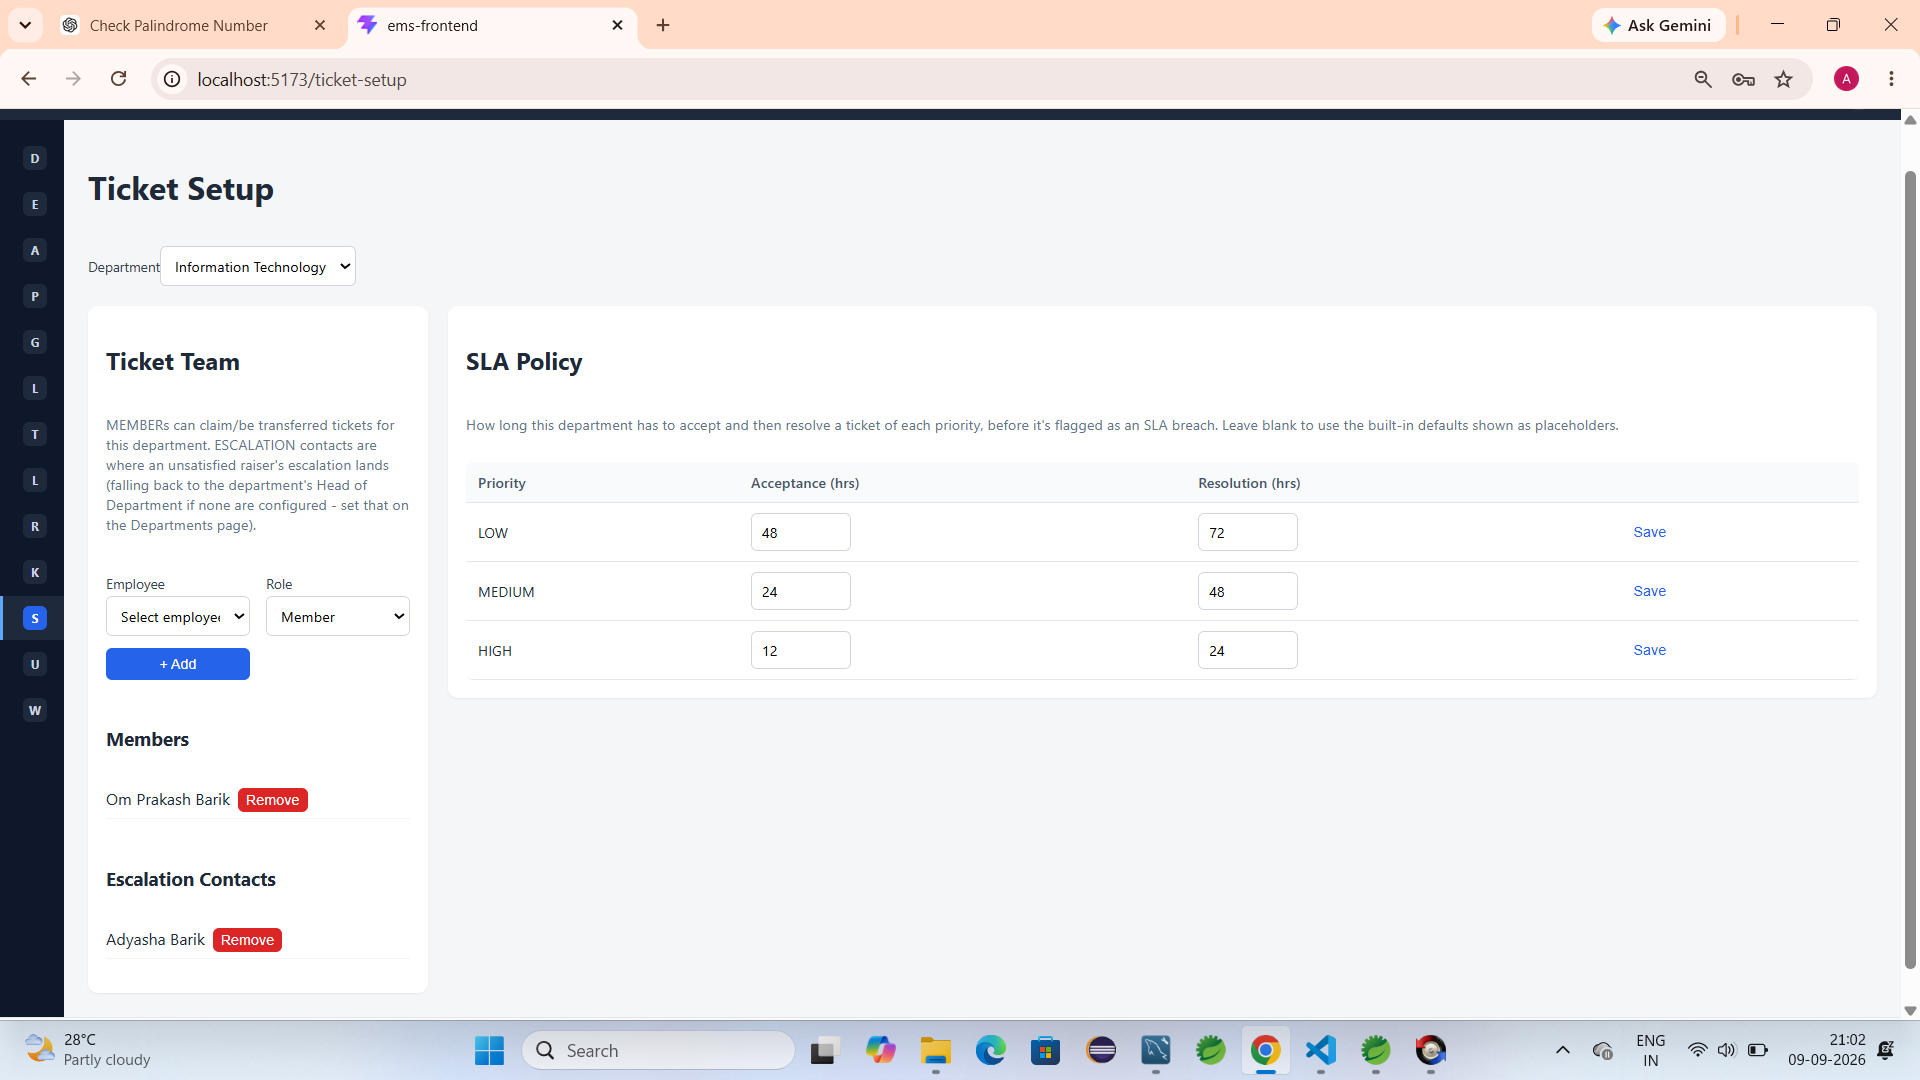 Check Palindrome Number
ems-frontend
Ask Gemini
localhost:5173/ticket-setup
A
D
E
A
P
G
L
T
L
R
K
S
U
W
Ticket Setup
Department
Information Technology
Ticket Team
MEMBERs can claim/be transferred tickets for
this department. ESCALATION contacts are
where an unsatisfied raiser's escalation lands
(falling back to the department's Head of
Department if none are configured - set that on
the Departments page).
Employee Role
Select employee Member
+ Add
Members
Om Prakash Barik Remove
Escalation Contacts
Adyasha Barik Remove
SLA Policy
How long this department has to accept and then resolve a ticket of each priority, before it's flagged as an SLA breach. Leave blank to use the built-in defaults shown as placeholders.
Priority Acceptance (hrs) Resolution (hrs)
LOW 48 72 Save
MEDIUM 24 48 Save
HIGH 12 24 Save
28°C
Partly cloudy
Search
ENG
IN
21:02
09-09-2026